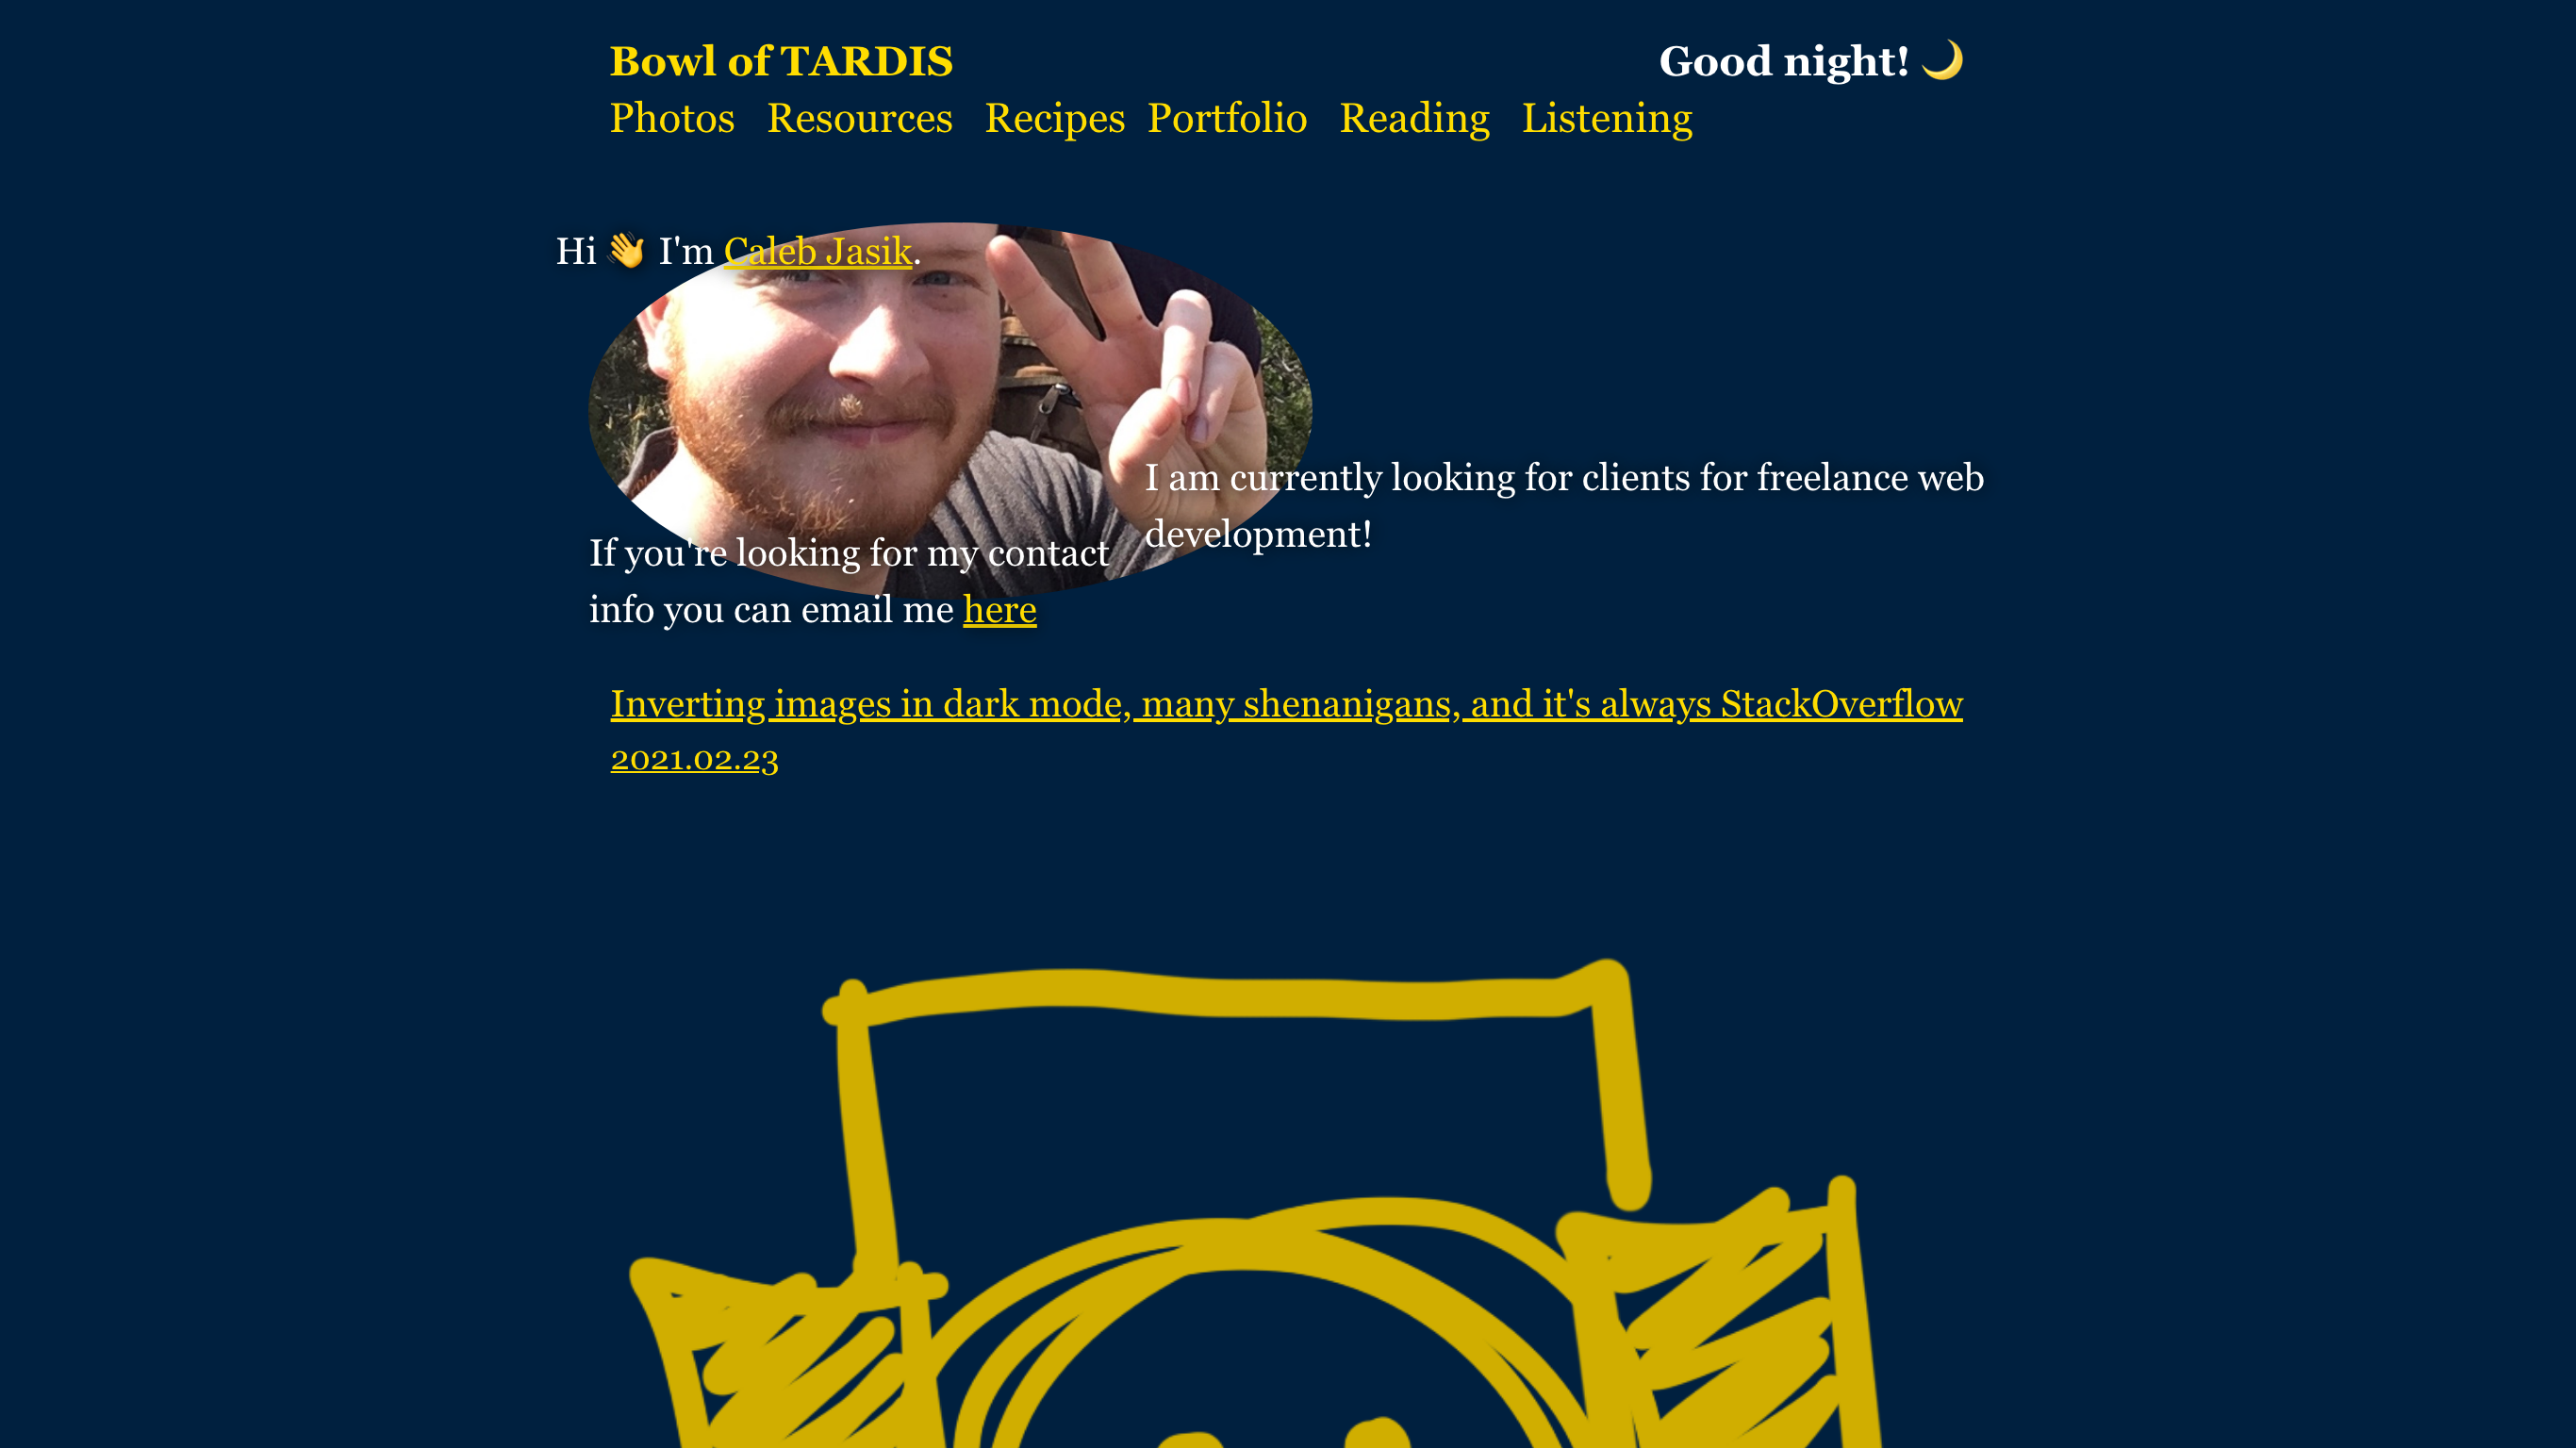 Bowl of TARDIS
Good night! 🌙
Photos Resources Recipes Portfolio Reading Listening
Hi 👋 I'm Caleb Jasik.
I am currently looking for clients for freelance web
development!
If you're looking for my contact
info you can email me here
Inverting images in dark mode, many shenanigans, and it's always StackOverflow
2021.02.23